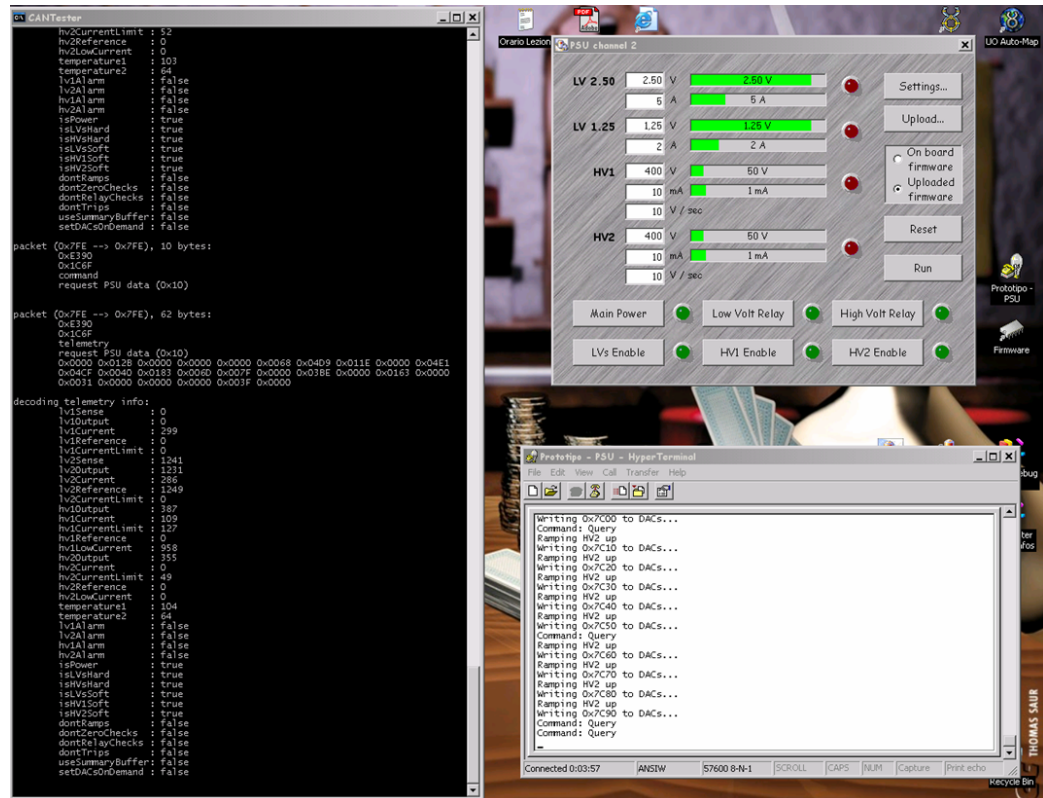 CANTester
hv2CurrentLimit : 52
hv2Reference : 0
hv2LowCurrent : 0
temperature1 : 103
temperature2 : 64
lv1Alarm : false
lv2Alarm : false
hv1Alarm : false
hv2Alarm : false
isPower : true
isLVsHard : true
isHVsHard : true
isLVsSoft : true
isHV1Soft : true
isHV2Soft : true
dontRamps : false
dontZeroChecks : false
dontRelayChecks : false
dontTrips : false
useSummaryBuffer: false
setDACsOnDemand : false
packet (0x7FE --> 0x7FE), 10 bytes:
0xE390
0x1C6F
command
request PSU data (0x10)
packet (0x7FE --> 0x7FE), 62 bytes:
0xE390
0x1C6F
telemetry
request PSU data (0x10)
0x0000 0x012B 0x0000 0x0000 0x0000 0x0068 0x04D9 0x011E 0x0000 0x04E1
0x04CF 0x004D 0x0183 0x006D 0x007F 0x0000 0x03BE 0x0000 0x0163 0x0000
0x0031 0x0000 0x0000 0x003F 0x0000
decoding telemetry info:
lv1Sense : 0
lv1Output : 0
lv1Current : 299
lv1Reference : 0
lv1CurrentLimit : 0
lv2Sense : 1241
lv2Output : 1231
lv2Current : 286
lv2Reference : 1249
lv2CurrentLimit : 0
hv1Output : 387
hv1Current : 109
hv1CurrentLimit : 127
hv1Reference : 0
hv1LowCurrent : 958
hv2Output : 355
hv2Current : 0
hv2CurrentLimit : 49
hv2Reference : 0
hv2LowCurrent : 0
temperature1 : 104
temperature2 : 64
lv1Alarm : false
lv2Alarm : false
hv1Alarm : false
hv2Alarm : false
isPower : true
isLVsHard : true
isHVsHard : true
isLVsSoft : true
isHV1Soft : true
isHV2Soft : true
dontRamps : false
dontZeroChecks : false
dontRelayChecks : false
dontTrips : false
useSummaryBuffer: false
setDACsOnDemand : false
Orario Lezion
UO Auto-Map
PSU channel 2
LV 2.50 2.50 V 2.50 V
5 A 5 A
LV 1.25 1.25 V 1.25 V
2 A 2 A
HV1 400 V 50 V
10 mA 1 mA
10 V / sec
HV2 400 V 50 V
10 mA 1 mA
10 V / sec
Settings...
Upload...
On board
firmware
Uploaded
firmware
Reset
Run
Main Power Low Volt Relay High Volt Relay
LVs Enable HV1 Enable HV2 Enable
Prototipo -
PSU
Firmware
Prototipo - PSU - HyperTerminal
File Edit View Call Transfer Help
Writing 0x7C00 to DACs...
Command: Query
Ramping HV2 up
Writing 0x7C10 to DACs...
Ramping HV2 up
Writing 0x7C20 to DACs...
Ramping HV2 up
Writing 0x7C30 to DACs...
Ramping HV2 up
Writing 0x7C40 to DACs...
Ramping HV2 up
Writing 0x7C50 to DACs...
Command: Query
Ramping HV2 up
Writing 0x7C60 to DACs...
Ramping HV2 up
Writing 0x7C70 to DACs...
Ramping HV2 up
Writing 0x7C80 to DACs...
Ramping HV2 up
Writing 0x7C90 to DACs...
Command: Query
Command: Query
Connected 0:03:57 ANSIW 57600 8-N-1 SCROLL CAPS NUM Capture Print echo
THOMAS SAUR
Recycle Bin